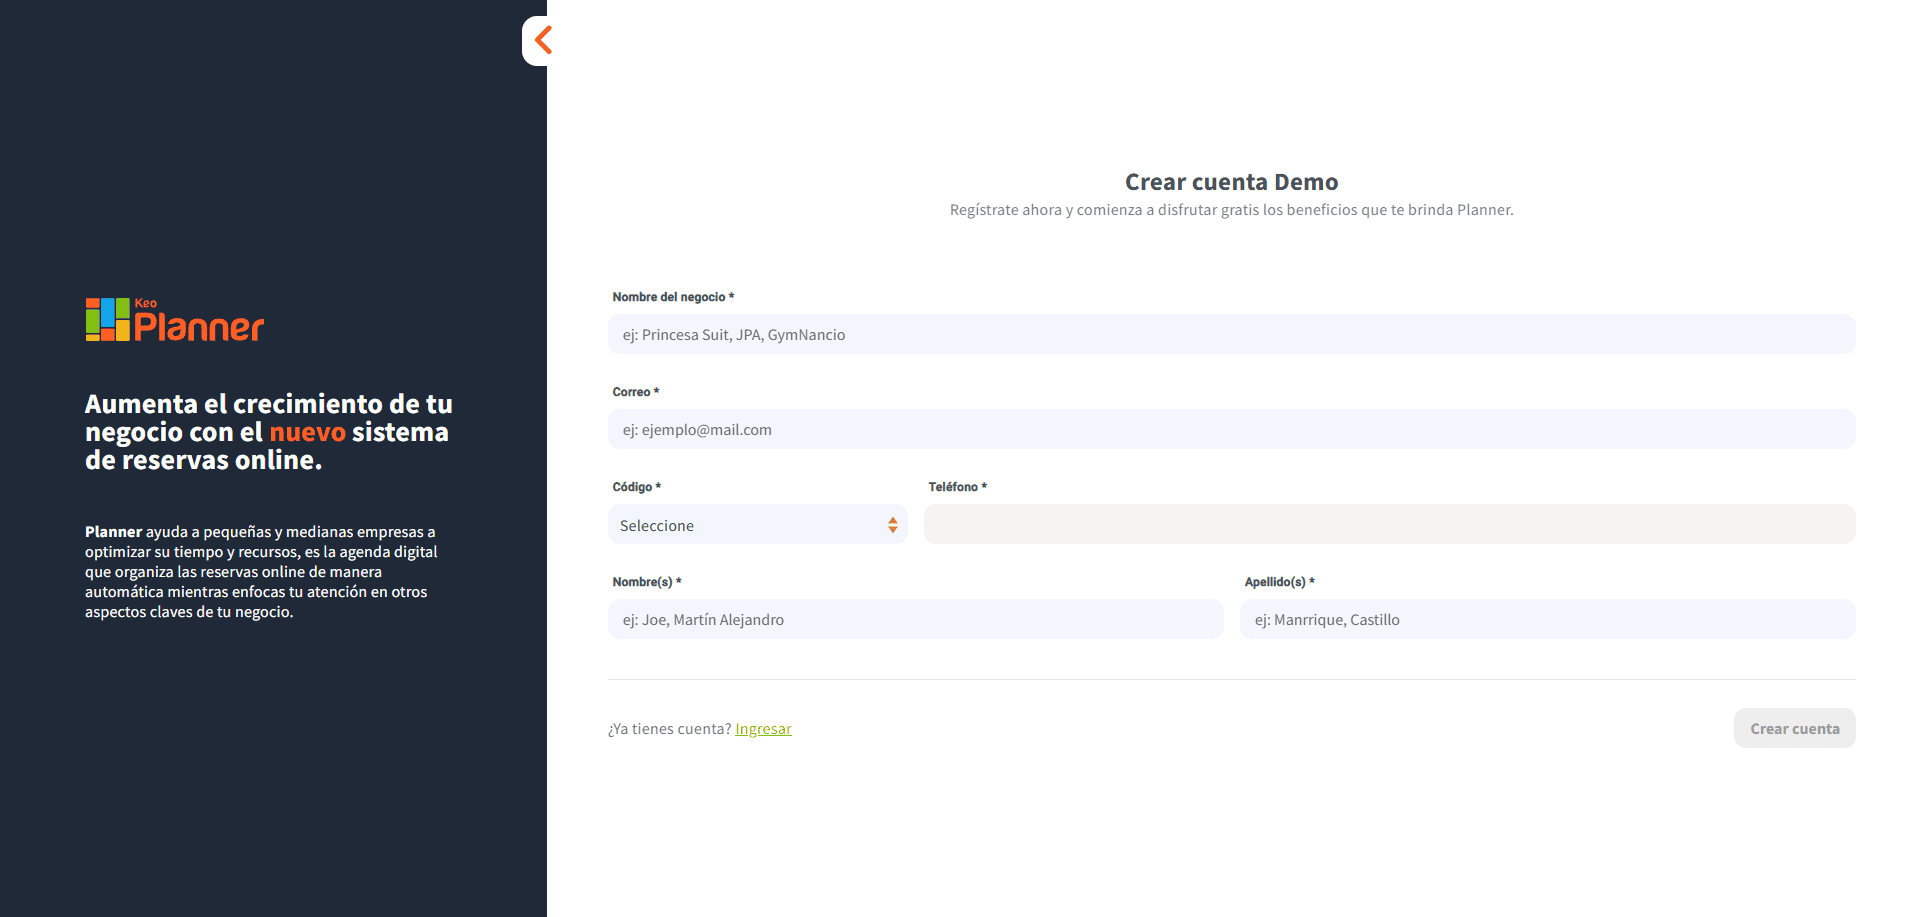 Keo
Planner
Aumenta el crecimiento de tu
negocio con el nuevo sistema
de reservas online.
Planner ayuda a pequeñas y medianas empresas a
optimizar su tiempo y recursos, es la agenda digital
que organiza las reservas online de manera
automática mientras enfocas tu atención en otros
aspectos claves de tu negocio.
Crear cuenta Demo
Regístrate ahora y comienza a disfrutar gratis los beneficios que te brinda Planner.
Nombre del negocio *
ej: Princesa Suit, JPA, GymNancio
Correo *
ej: ejemplo@mail.com
Código * Teléfono *
Seleccione
Nombre(s) * Apellido(s) *
ej: Joe, Martín Alejandro ej: Manrrique, Castillo
¿Ya tienes cuenta? Ingresar Crear cuenta